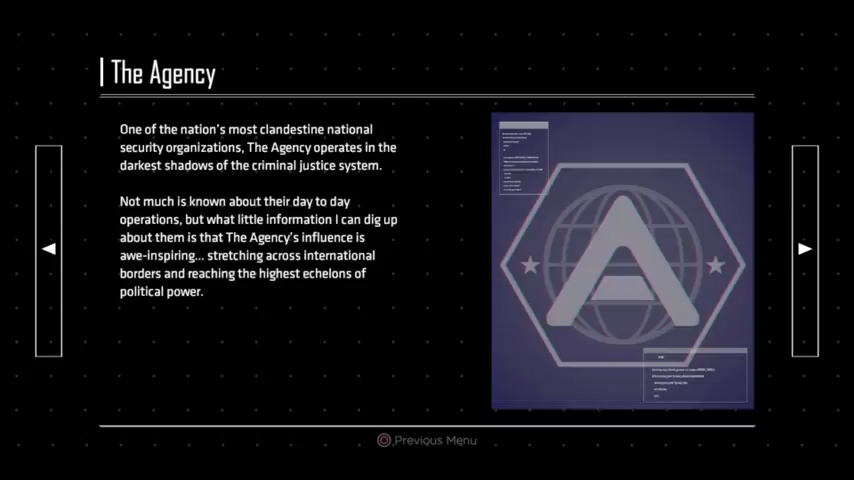 The Agency
One of the nation's most clandestine national
security organizations, The Agency operates in the
darkest shadows of the criminal justice system.
Not much is known about their day to day
operations, but what little information I can dig up
about them is that The Agency's influence is
awe-inspiring... stretching across international
borders and reaching the highest echelons of
political power.
Previous Menu